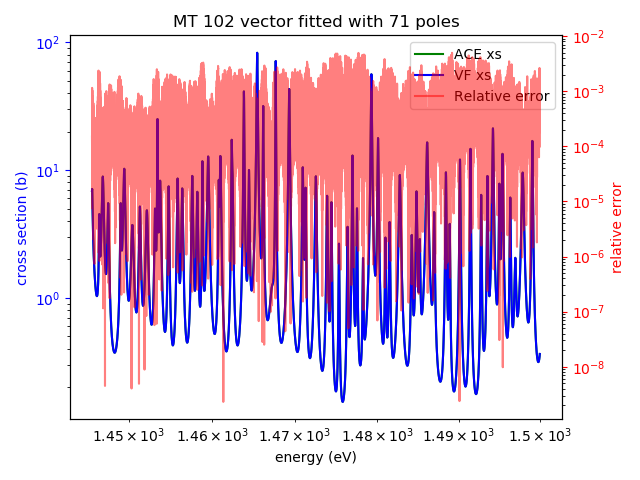 MT 102 vector fitted with 71 poles
ACE xs
VF xs
Relative error
cross section (b)
10²
10¹
10⁰
relative error
10⁻²
10⁻³
10⁻⁴
10⁻⁵
10⁻⁶
10⁻⁷
10⁻⁸
1.45×10³ 1.46×10³ 1.47×10³ 1.48×10³ 1.49×10³ 1.5×10³
energy (eV)